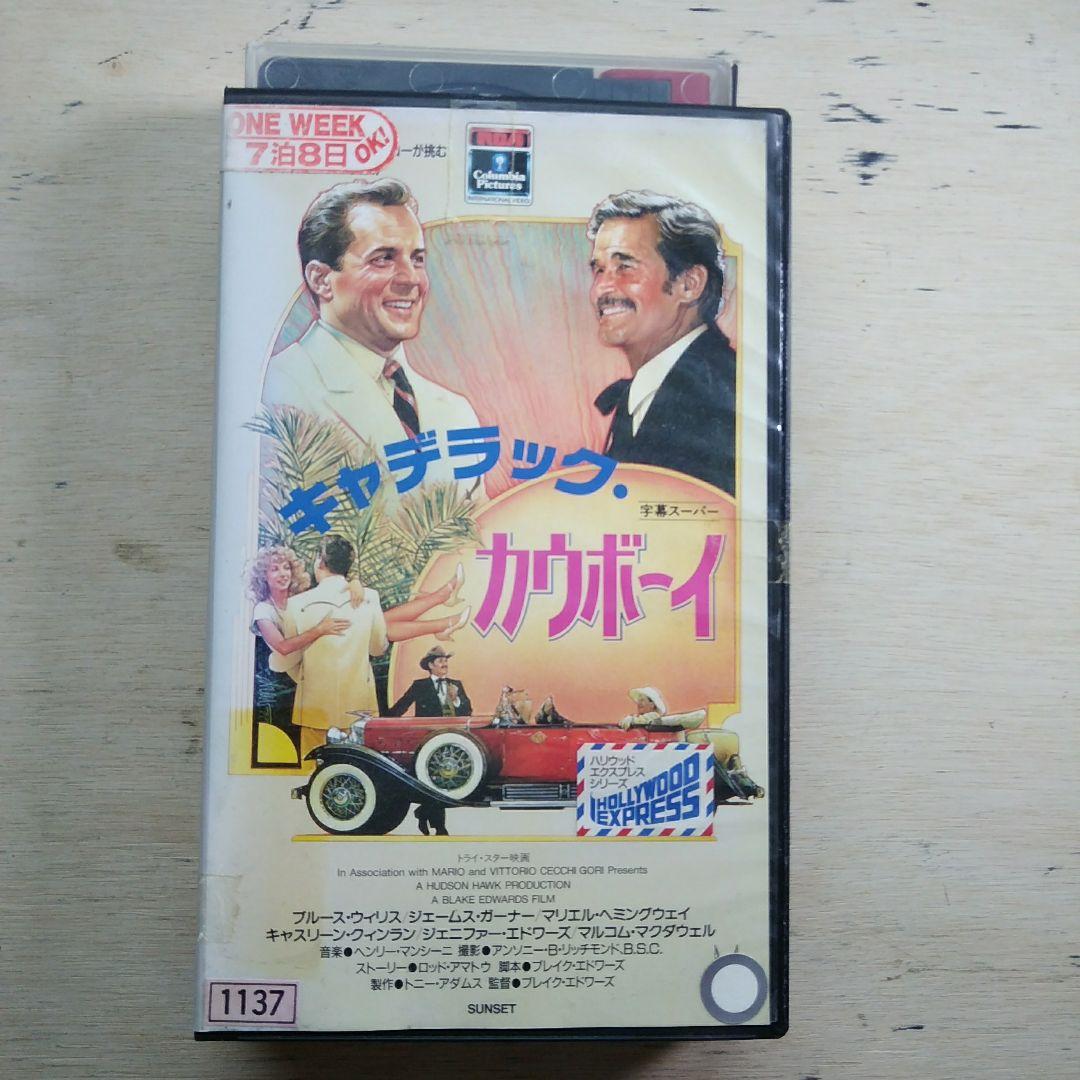 ONE WEEK
7泊8日 OK!
ーが挑む
Columbia
Pictures
INTERNATIONAL VIDEO
キャデラック・
字幕スーパー
カウボーイ
ハリウッド
エクスプレス
シリーズ
HOLLYWOOD
EXPRESS
トライ・スター映画
In Association with MARIO and VITTORIO CECCHI GORI Presents
A HUDSON HAWK PRODUCTION
A BLAKE EDWARDS FILM
ブルース・ウィリス/ジェームス・ガーナー/マリエル・ヘミングウェイ
キャスリーン・クィンラン/ジェニファー・エドワーズ/マルコム・マクダウェル
音楽●ヘンリー・マンシーニ 撮影●アンソニー・B・リッチモンド,B.S.C.
ストーリー●ロッド・アマトウ 脚本●ブレイク・エドワーズ
製作●トニー・アダムス 監督●ブレイク・エドワーズ
1137
SUNSET